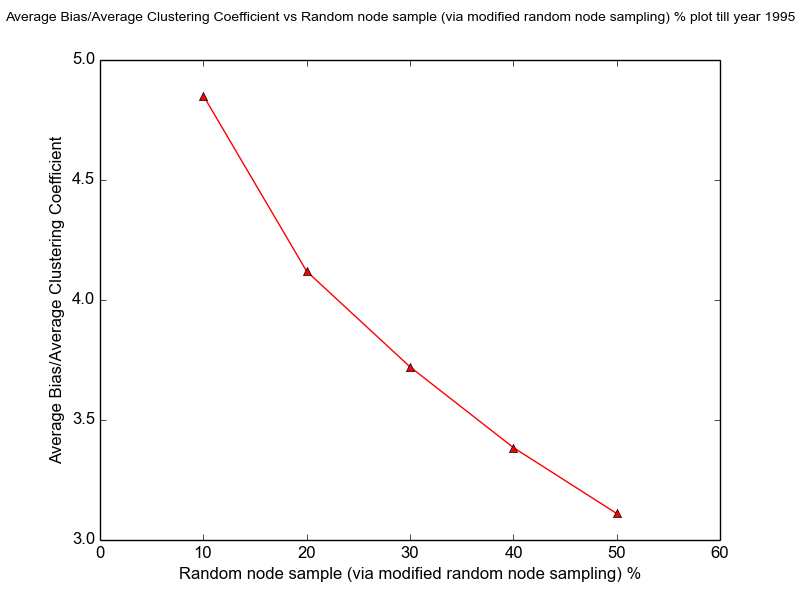 Average Bias/Average Clustering Coefficient vs Random node sample (via modified random node sampling) % plot till year 1995
5.0
4.5
4.0
3.5
3.0
Average Bias/Average Clustering Coefficient
0 10 20 30 40 50 60
Random node sample (via modified random node sampling) %